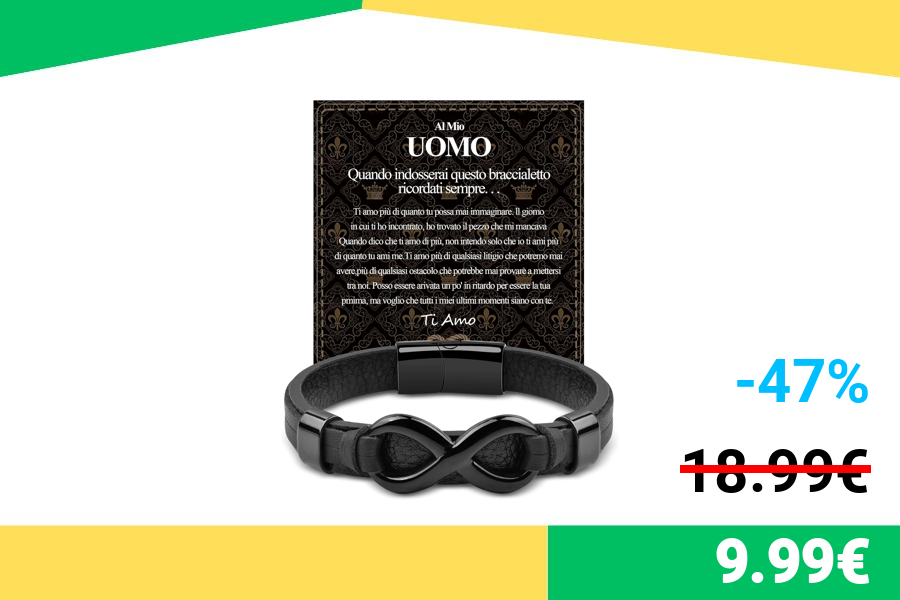 Al Mio
UOMO
Quando indosserai questo braccialetto
ricordati sempre. . .
Ti amo più di quanto tu possa mai immaginare. Il giorno
in cui ti ho incontrato, ho trovato il pezzo che mi mancava
Quando dico che ti amo di più, non intendo solo che io ti ami più
di quanto tu ami me.Ti amo più di qualsiasi litigio che potremo mai
avere,più di qualsiasi ostacolo che potrebbe mai provare a mettersi
tra noi. Posso essere arivata un po' in ritardo per essere la tua
pmima, ma voglio che tutti i miei ultimi momenti siano con te.
Ti Amo
-47%
18.99€
9.99€